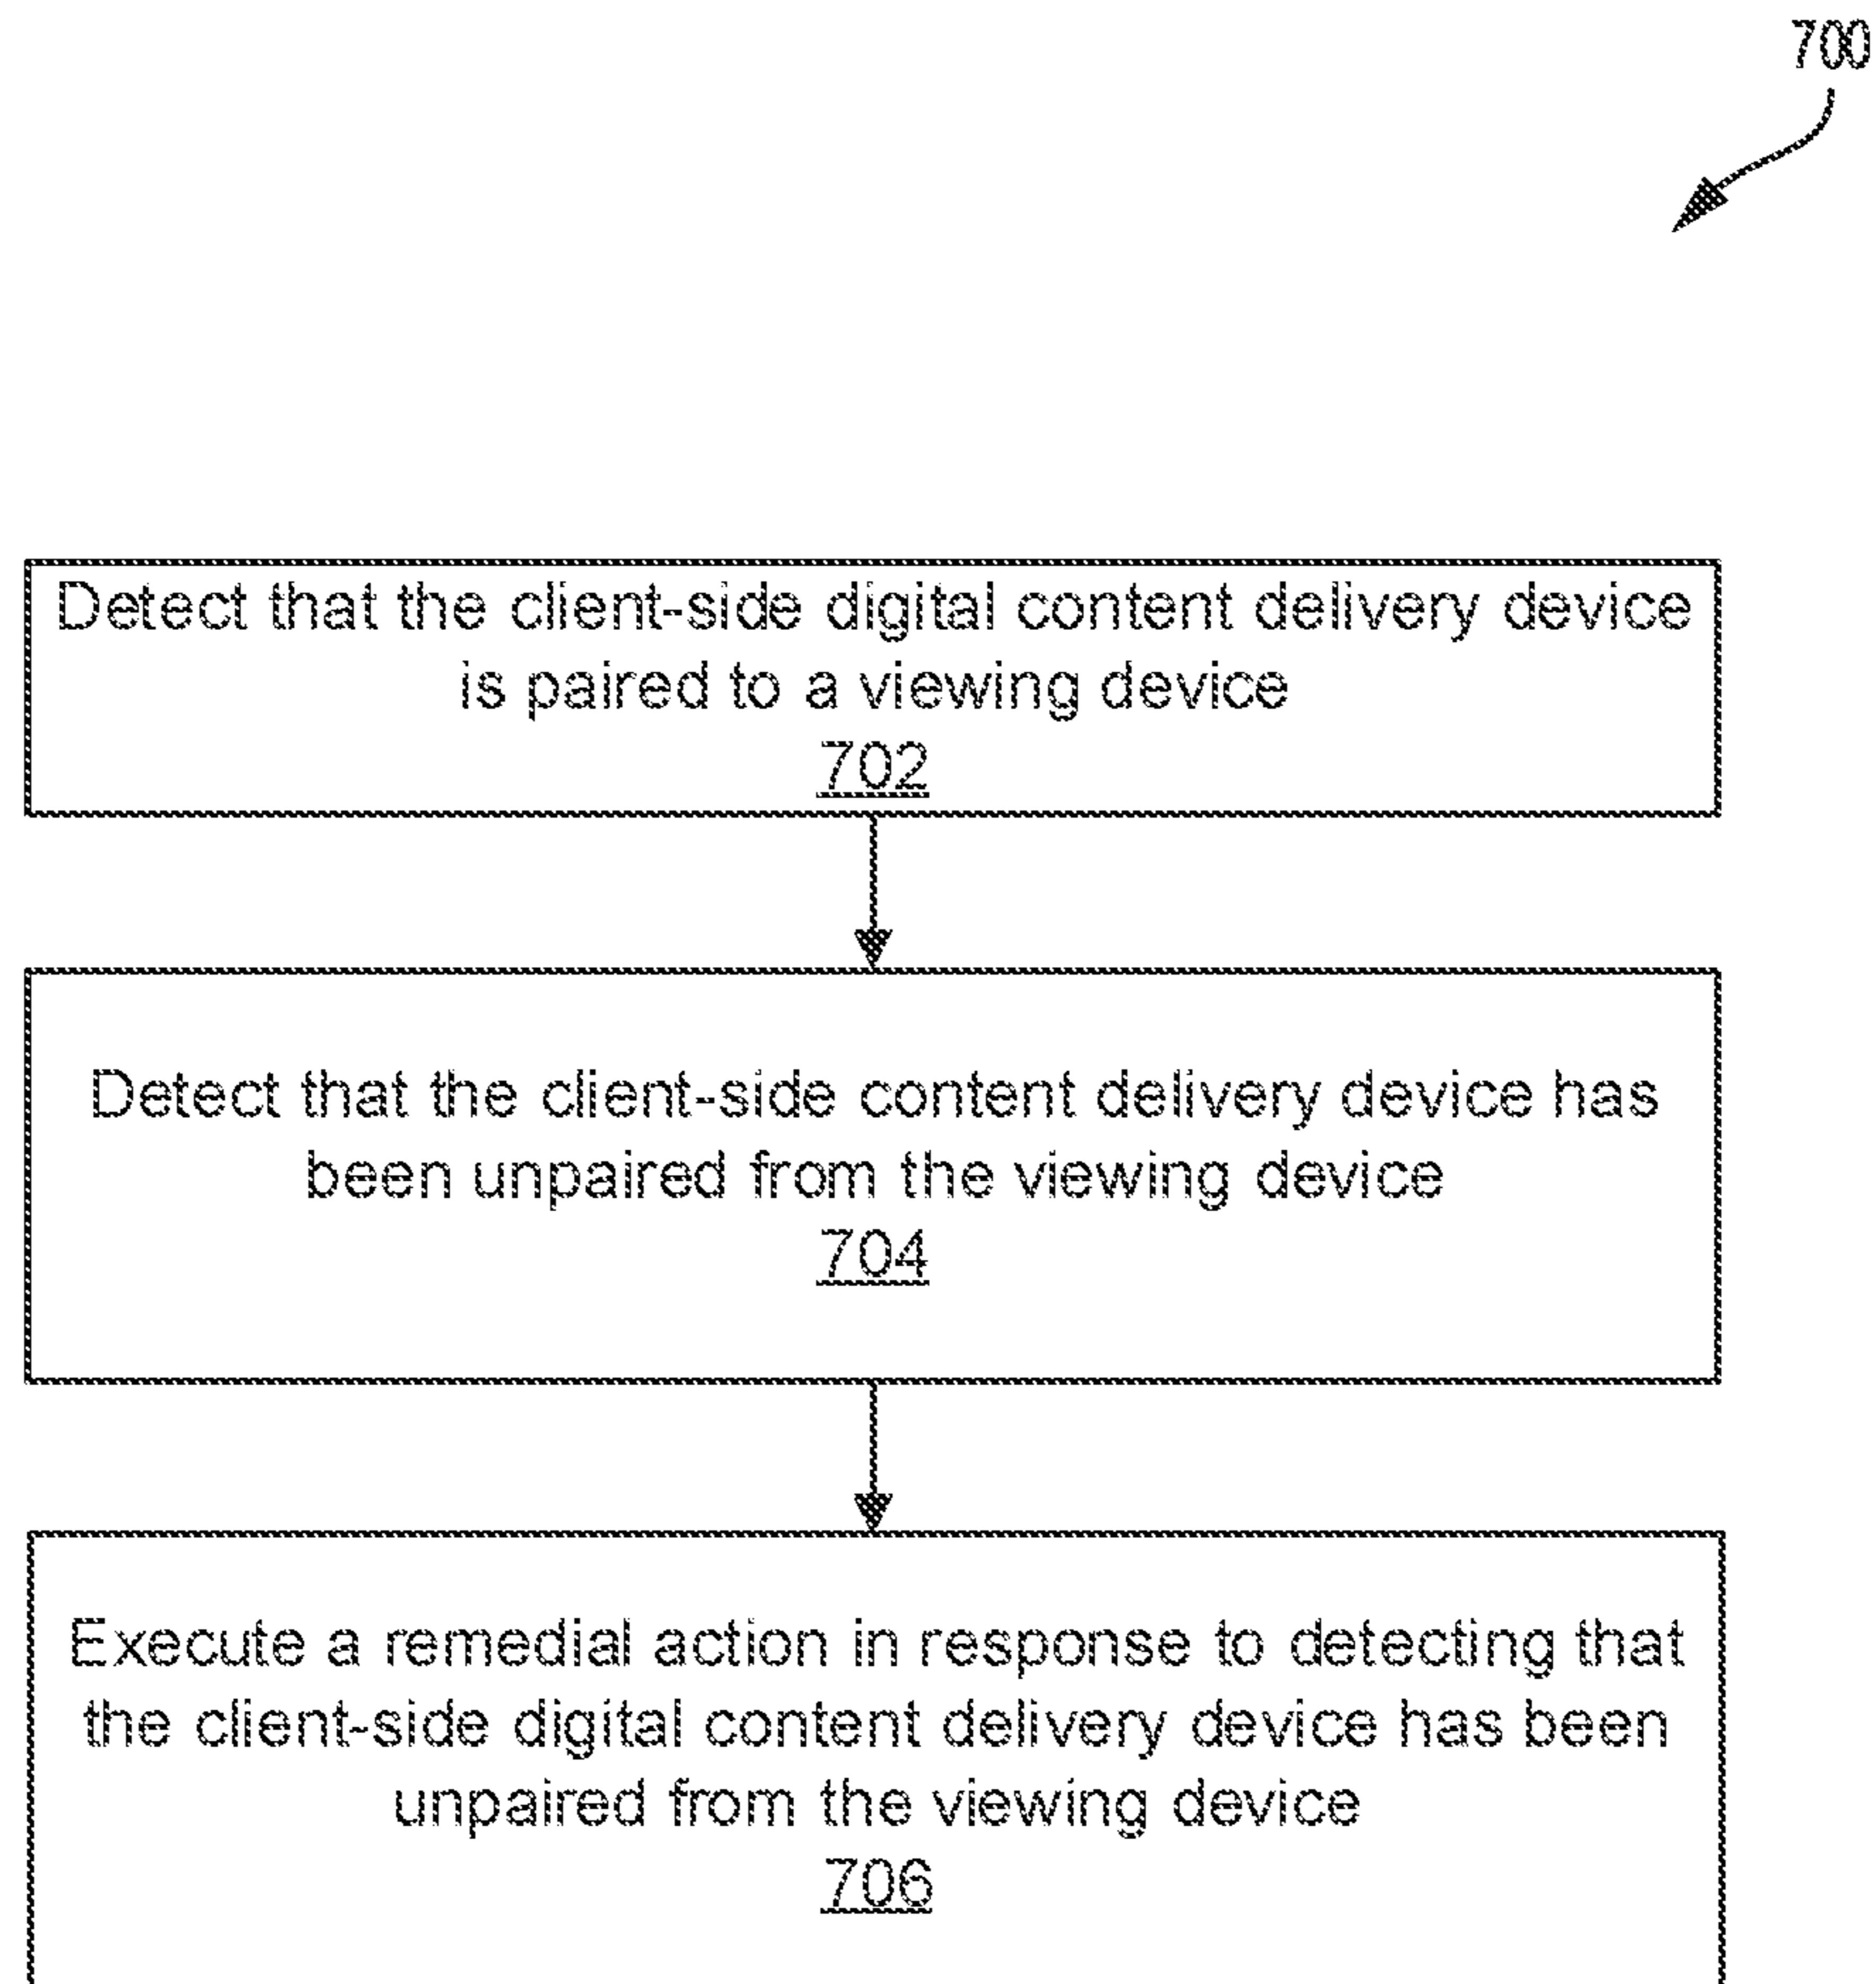 700
Detect that the client-side digital content delivery device
is paired to a viewing device
702
Detect that the client-side content delivery device has
been unpaired from the viewing device
704
Execute a remedial action in response to detecting that
the client-side digital content delivery device has been
unpaired from the viewing device
706